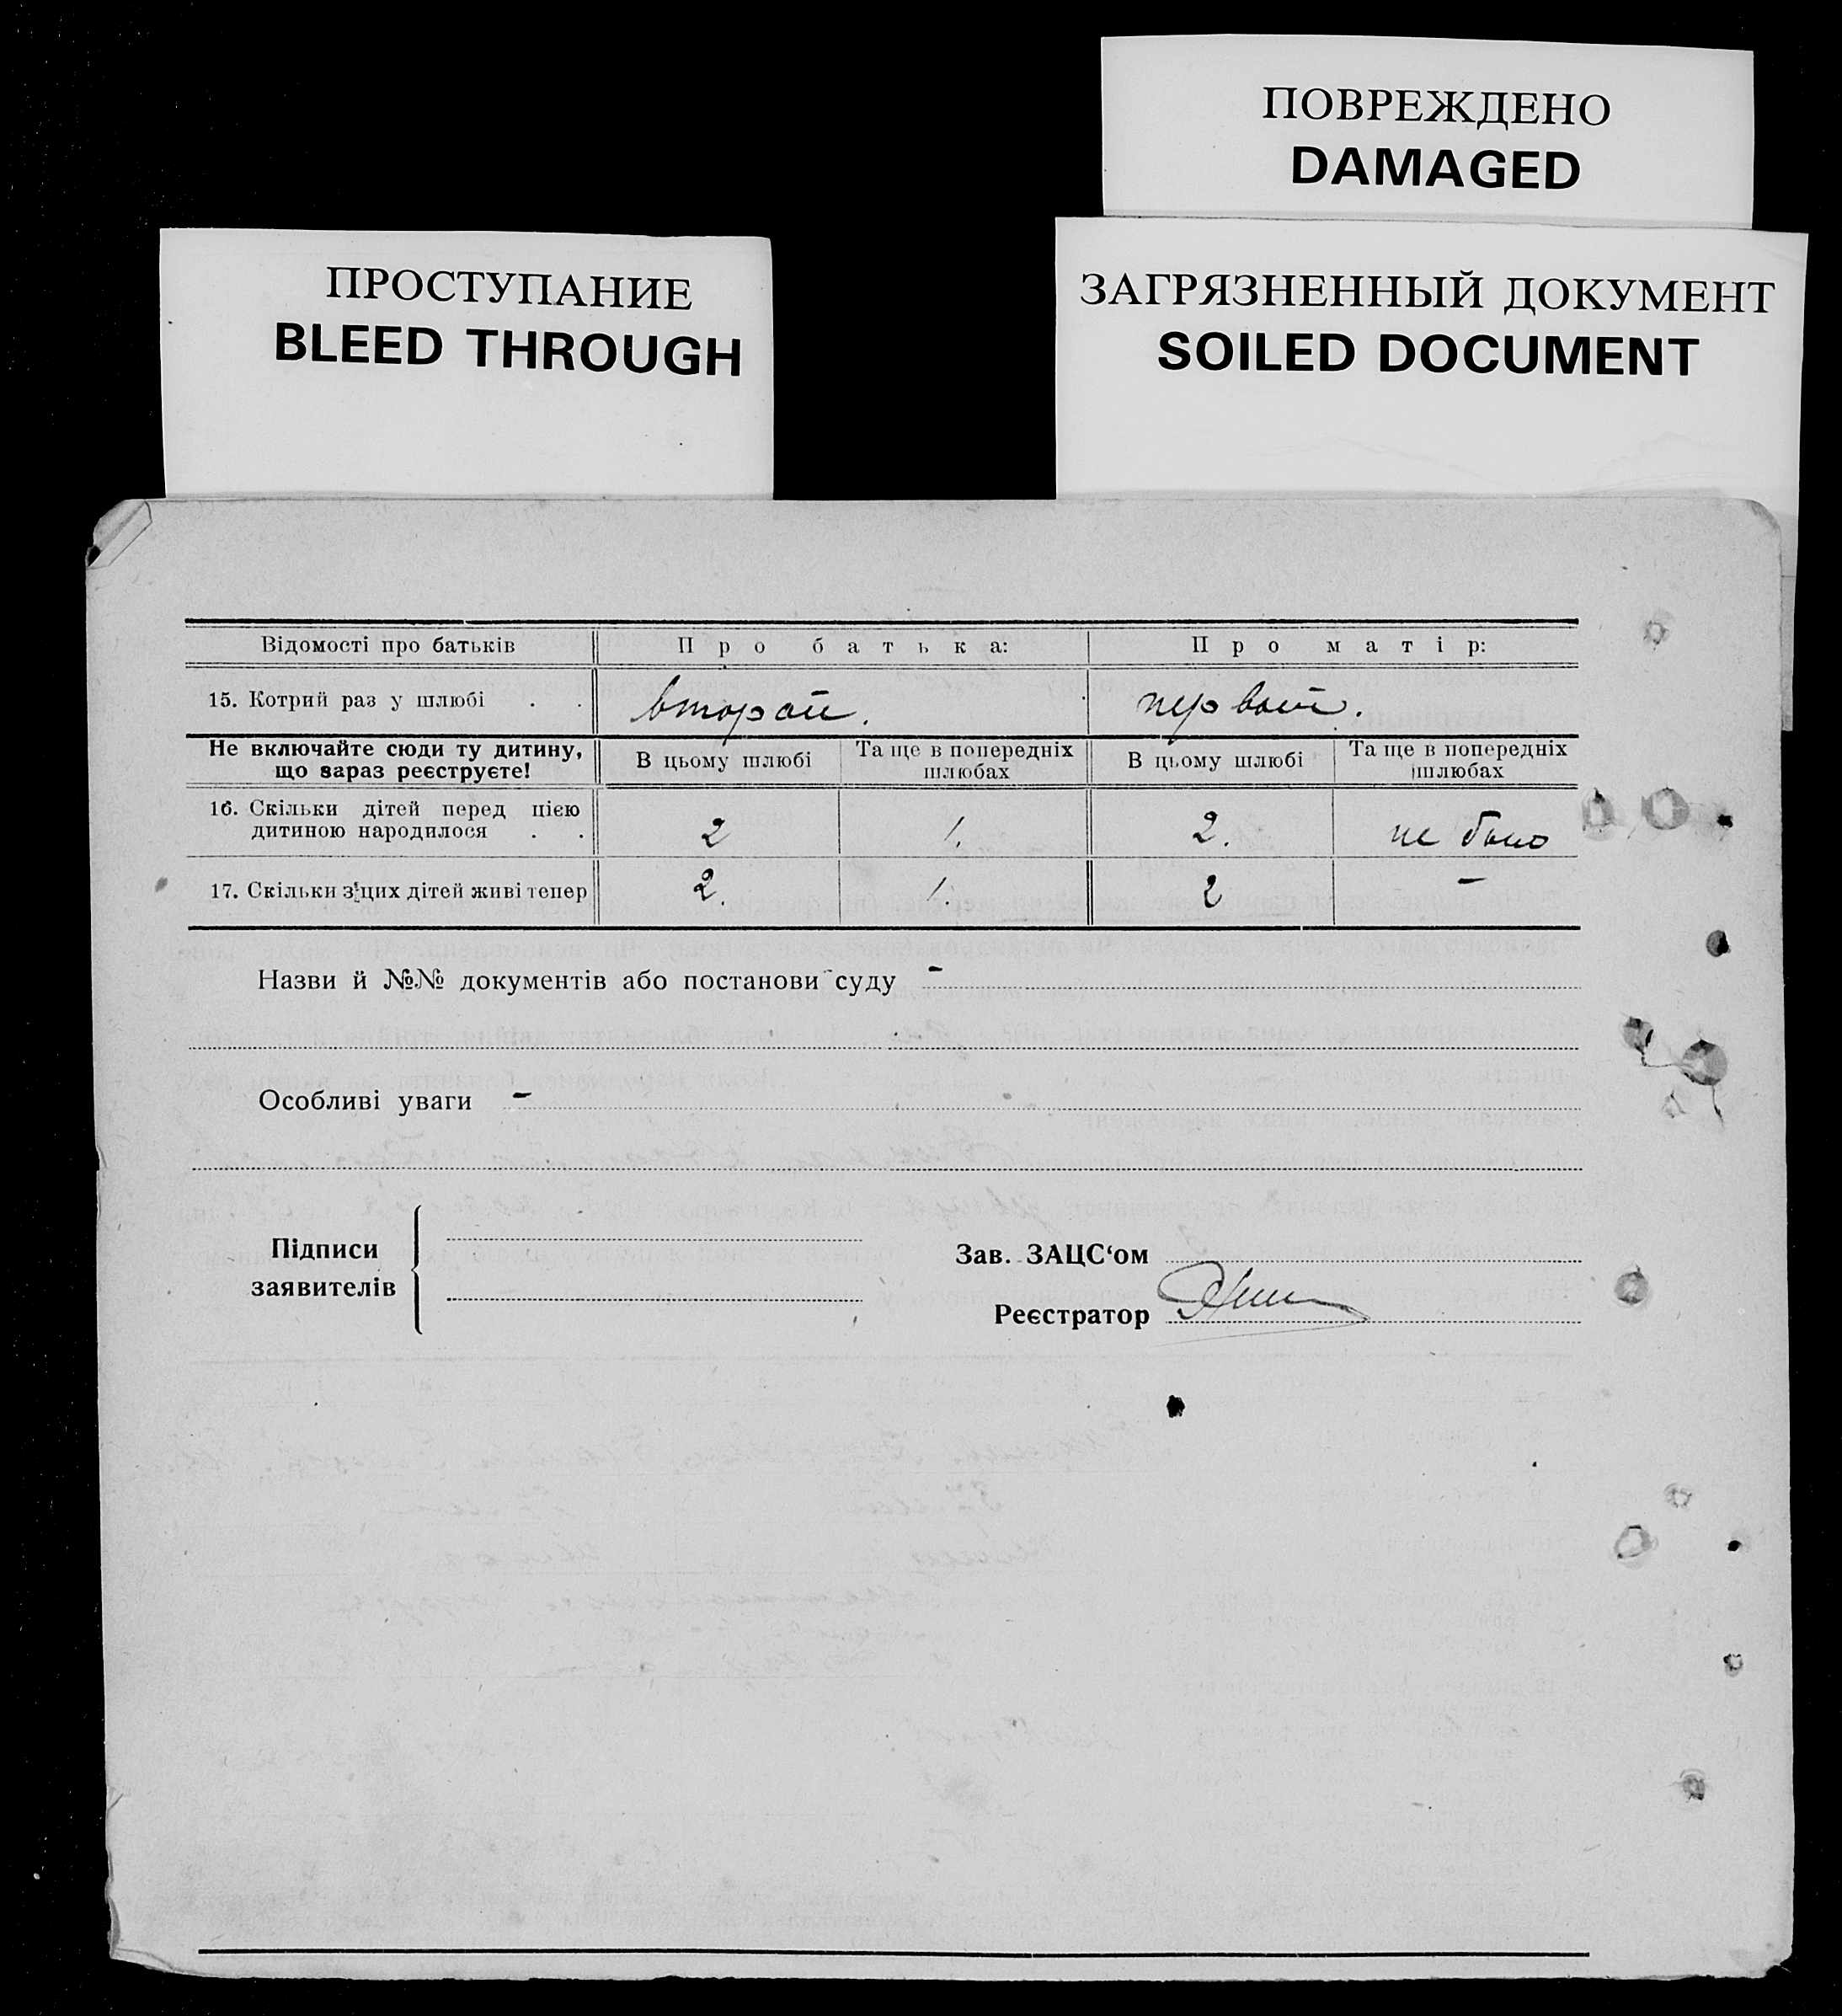 ПОВРЕЖДЕНО
DAMAGED
ПРОСТУПАНИЕ
BLEED THROUGH
ЗАГРЯЗНЕННЫЙ ДОКУМЕНТ
SOILED DOCUMENT
Відомості про батьків Про батька: Про матір:
15. Котрий раз у шлюбі . . второй. первой.
Не включайте сюди ту дитину, що зараз реєструєте! В цьому шлюбі Та ще в попередніх шлюбах В цьому шлюбі Та ще в попередніх шлюбах
16. Скільки дітей перед цією
дитиною народилося . . 2 1. 2. не было
17. Скільки з цих дітей живі тепер 2. 1. 2 -
Назви й №№ документів або постанови суду -
Особливі уваги -
Підписи
заявителів
Зав. ЗАЦС‘ом
Реєстратор